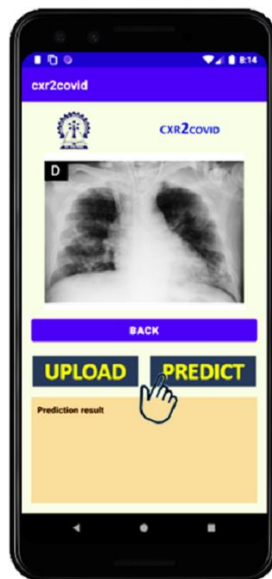 8:14
cxr2covid
CXR2COVID
D
BACK
UPLOAD PREDICT
Prediction result